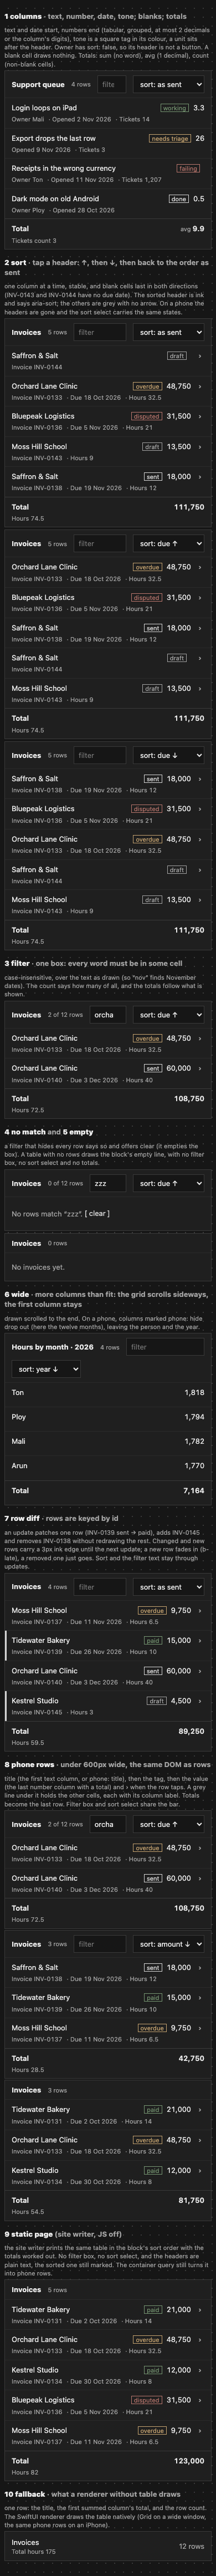 1 columns · text, number, date, tone; blanks; totals
text and date start, numbers end (tabular, grouped, at most 2 decimals or the column's digits), tone is a square tag in its colour, a unit sits after. Owner has sort: false, so its header is not a button. A blank cell draws nothing. Totals: sum (no word), avg (1 decimal), count (non-blank cells).
Support queue 4 rows filte sort: as sent
Login loops on iPad working 3.3
Owner Mali · Opened 2 Nov 2026 · Tickets 14
Export drops the last row needs triage 26
Opened 9 Nov 2026 · Tickets 3
Receipts in the wrong currency failing
Owner Ton · Opened 11 Nov 2026 · Tickets 1,207
Dark mode on old Android done 0.5
Owner Ploy · Opened 28 Oct 2026
Total avg 9.9
Tickets count 3
2 sort · tap a header: ↑, then ↓, then back to the order as sent
one column at a time, stable, and blank cells last in both directions (INV-0143 and INV-0144 have no due date). The sorted header is ink and says aria-sort; the others are grey with no arrow. On a phone the headers are gone and the sort select carries the same states.
Invoices 5 rows filter sort: as sent
Saffron & Salt draft ›
Invoice INV-0144
Orchard Lane Clinic overdue 48,750 ›
Invoice INV-0133 · Due 18 Oct 2026 · Hours 32.5
Bluepeak Logistics disputed 31,500 ›
Invoice INV-0136 · Due 5 Nov 2026 · Hours 21
Moss Hill School draft 13,500 ›
Invoice INV-0143 · Hours 9
Saffron & Salt sent 18,000 ›
Invoice INV-0138 · Due 19 Nov 2026 · Hours 12
Total 111,750
Hours 74.5
Invoices 5 rows filter sort: due ↑
Orchard Lane Clinic overdue 48,750 ›
Invoice INV-0133 · Due 18 Oct 2026 · Hours 32.5
Bluepeak Logistics disputed 31,500 ›
Invoice INV-0136 · Due 5 Nov 2026 · Hours 21
Saffron & Salt sent 18,000 ›
Invoice INV-0138 · Due 19 Nov 2026 · Hours 12
Saffron & Salt draft ›
Invoice INV-0144
Moss Hill School draft 13,500 ›
Invoice INV-0143 · Hours 9
Total 111,750
Hours 74.5
Invoices 5 rows filter sort: due ↓
Saffron & Salt sent 18,000 ›
Invoice INV-0138 · Due 19 Nov 2026 · Hours 12
Bluepeak Logistics disputed 31,500 ›
Invoice INV-0136 · Due 5 Nov 2026 · Hours 21
Orchard Lane Clinic overdue 48,750 ›
Invoice INV-0133 · Due 18 Oct 2026 · Hours 32.5
Saffron & Salt draft ›
Invoice INV-0144
Moss Hill School draft 13,500 ›
Invoice INV-0143 · Hours 9
Total 111,750
Hours 74.5
3 filter · one box: every word must be in some cell
case-insensitive, over the text as drawn (so "nov" finds November dates). The count says how many of all, and the totals follow what is shown.
Invoices 2 of 12 rows orcha sort: due ↑
Orchard Lane Clinic overdue 48,750 ›
Invoice INV-0133 · Due 18 Oct 2026 · Hours 32.5
Orchard Lane Clinic sent 60,000 ›
Invoice INV-0140 · Due 3 Dec 2026 · Hours 40
Total 108,750
Hours 72.5
4 no match and 5 empty
a filter that hides every row says so and offers clear (it empties the box). A table with no rows draws the block's empty line, with no filter box, no sort select and no totals.
Invoices 0 of 12 rows zzz sort: due ↑
No rows match "zzz". [ clear ]
Invoices 0 rows
No invoices yet.
6 wide · more columns than fit: the grid scrolls sideways, the first column stays
drawn scrolled to the end. On a phone, columns marked phone: hide drop out (here the twelve months), leaving the person and the year.
Hours by month · 2026 4 rows filter
sort: year ↓
Ton 1,818
Ploy 1,794
Mali 1,782
Arun 1,770
Total 7,164
7 row diff · rows are keyed by id
an update patches one row (INV-0139 sent → paid), adds INV-0145 and removes INV-0138 without redrawing the rest. Changed and new rows carry a 3px ink edge until the next update; a new row fades in (b-late), a removed one just goes. Sort and the filter text stay through updates.
Invoices 4 rows filter sort: as sent
Moss Hill School overdue 9,750 ›
Invoice INV-0137 · Due 11 Nov 2026 · Hours 6.5
Tidewater Bakery paid 15,000 ›
Invoice INV-0139 · Due 26 Nov 2026 · Hours 10
Orchard Lane Clinic sent 60,000 ›
Invoice INV-0140 · Due 3 Dec 2026 · Hours 40
Kestrel Studio draft 4,500 ›
Invoice INV-0145 · Hours 3
Total 89,250
Hours 59.5
8 phone rows · under 600px wide, the same DOM as rows
title (the first text column, or phone: title), then the tag, then the value (the last number column with a total) and › when the row taps. A grey line under it holds the other cells, each with its column label. Totals become the last row. Filter box and sort select share the bar.
Invoices 2 of 12 rows orcha sort: due ↑
Orchard Lane Clinic overdue 48,750 ›
Invoice INV-0133 · Due 18 Oct 2026 · Hours 32.5
Orchard Lane Clinic sent 60,000 ›
Invoice INV-0140 · Due 3 Dec 2026 · Hours 40
Total 108,750
Hours 72.5
Invoices 3 rows filter sort: amount ↓
Saffron & Salt sent 18,000 ›
Invoice INV-0138 · Due 19 Nov 2026 · Hours 12
Tidewater Bakery paid 15,000 ›
Invoice INV-0139 · Due 26 Nov 2026 · Hours 10
Moss Hill School overdue 9,750 ›
Invoice INV-0137 · Due 11 Nov 2026 · Hours 6.5
Total 42,750
Hours 28.5
Invoices 3 rows
Tidewater Bakery paid 21,000 ›
Invoice INV-0131 · Due 2 Oct 2026 · Hours 14
Orchard Lane Clinic overdue 48,750 ›
Invoice INV-0133 · Due 18 Oct 2026 · Hours 32.5
Kestrel Studio paid 12,000 ›
Invoice INV-0134 · Due 30 Oct 2026 · Hours 8
Total 81,750
Hours 54.5
9 static page (site writer, JS off)
the site writer prints the same table in the block's sort order with the totals worked out. No filter box, no sort select, and the headers are plain text, the sorted one still marked. The container query still turns it into phone rows.
Invoices 5 rows
Tidewater Bakery paid 21,000 ›
Invoice INV-0131 · Due 2 Oct 2026 · Hours 14
Orchard Lane Clinic overdue 48,750 ›
Invoice INV-0133 · Due 18 Oct 2026 · Hours 32.5
Kestrel Studio paid 12,000 ›
Invoice INV-0134 · Due 30 Oct 2026 · Hours 8
Bluepeak Logistics disputed 31,500 ›
Invoice INV-0136 · Due 5 Nov 2026 · Hours 21
Moss Hill School overdue 9,750 ›
Invoice INV-0137 · Due 11 Nov 2026 · Hours 6.5
Total 123,000
Hours 82
10 fallback · what a renderer without table draws
one row: the title, the first summed column's total, and the row count. The SwiftUI renderer draws the table natively (Grid on a wide window, the same phone rows on an iPhone).
Invoices 12 rows
Total hours 175